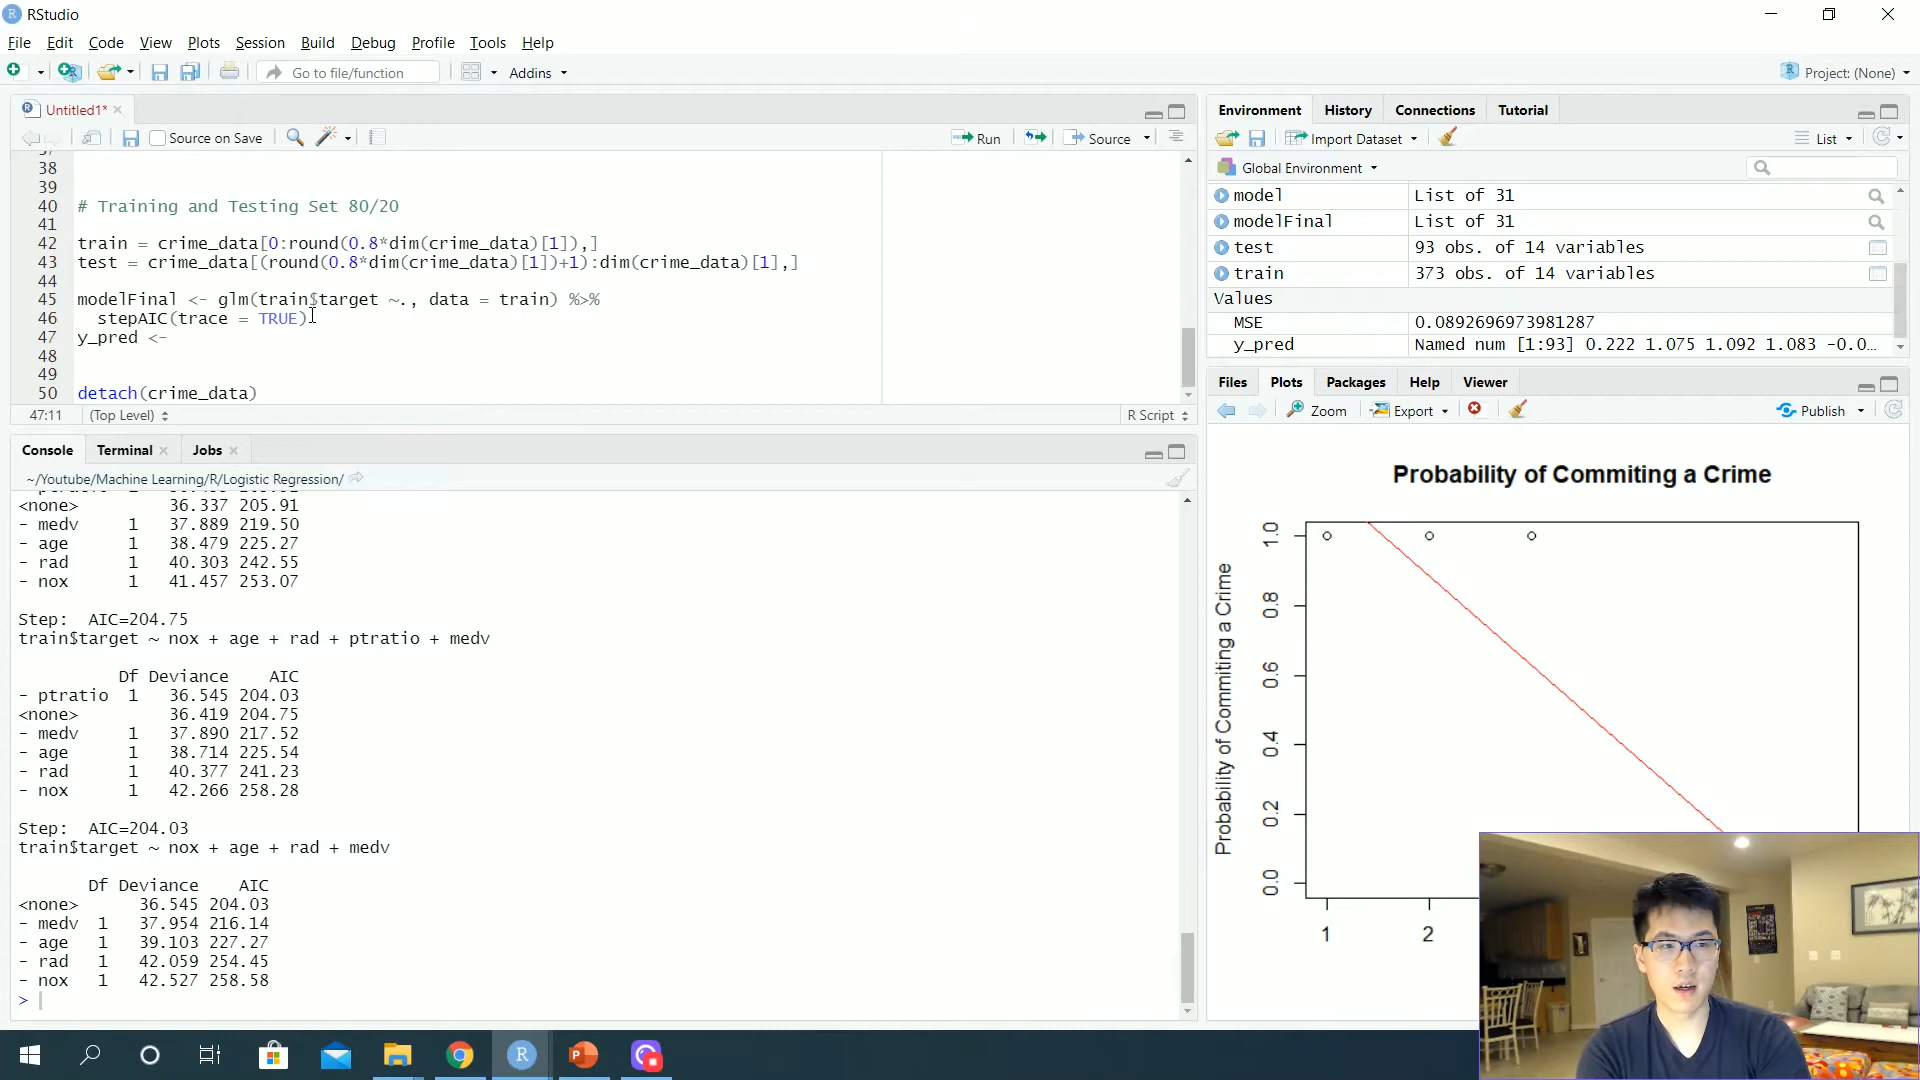 RStudio
File Edit Code View Plots Session Build Debug Profile Tools Help
Go to file/function Addins Project: (None)
Untitled1*
Source on Save Run Source
38
39
40 # Training and Testing Set 80/20
41
42 train = crime_data[0:round(0.8*dim(crime_data)[1]),]
43 test = crime_data[(round(0.8*dim(crime_data)[1])+1):dim(crime_data)[1],]
44
45 modelFinal <- glm(train$target ~., data = train) %>%
46 stepAIC(trace = TRUE)
47 y_pred <-
48
49
50 detach(crime_data)
47:11 (Top Level) R Script
Console Terminal Jobs
~/Youtube/Machine Learning/R/Logistic Regression/
<none> 36.337 205.91
- medv 1 37.889 219.50
- age 1 38.479 225.27
- rad 1 40.303 242.55
- nox 1 41.457 253.07
Step: AIC=204.75
train$target ~ nox + age + rad + ptratio + medv
Df Deviance AIC
- ptratio 1 36.545 204.03
<none> 36.419 204.75
- medv 1 37.890 217.52
- age 1 38.714 225.54
- rad 1 40.377 241.23
- nox 1 42.266 258.28
Step: AIC=204.03
train$target ~ nox + age + rad + medv
Df Deviance AIC
<none> 36.545 204.03
- medv 1 37.954 216.14
- age 1 39.103 227.27
- rad 1 42.059 254.45
- nox 1 42.527 258.58
>
Environment History Connections Tutorial
Import Dataset List
Global Environment
model List of 31
modelFinal List of 31
test 93 obs. of 14 variables
train 373 obs. of 14 variables
Values
MSE 0.0892696973981287
y_pred Named num [1:93] 0.222 1.075 1.092 1.083 -0.0...
Files Plots Packages Help Viewer
Zoom Export Publish
Probability of Commiting a Crime
Probability of Commiting a Crime
1.0
0.8
0.6
0.4
0.2
0.0
1 2